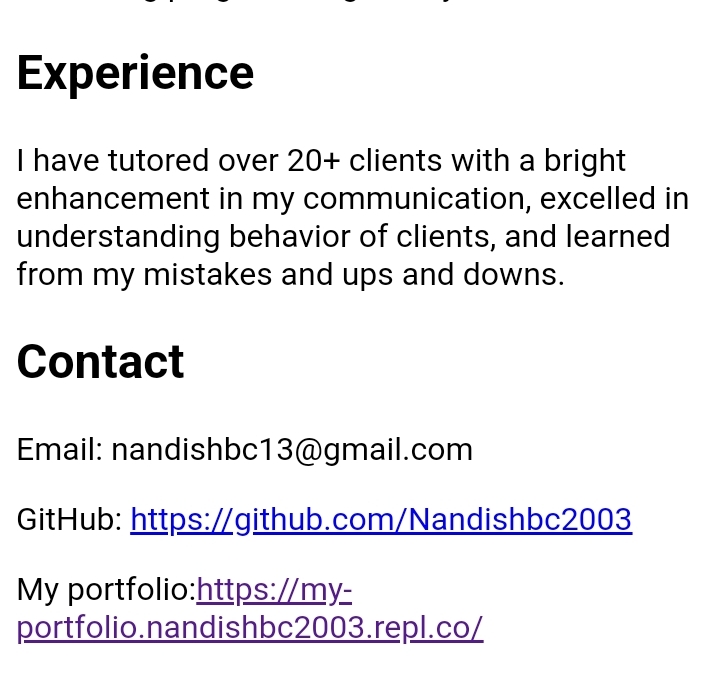 Experience
I have tutored over 20+ clients with a bright
enhancement in my communication, excelled in
understanding behavior of clients, and learned
from my mistakes and ups and downs.
Contact
Email: nandishbc13@gmail.com
GitHub: https://github.com/Nandishbc2003
My portfolio:https://my-
portfolio.nandishbc2003.repl.co/